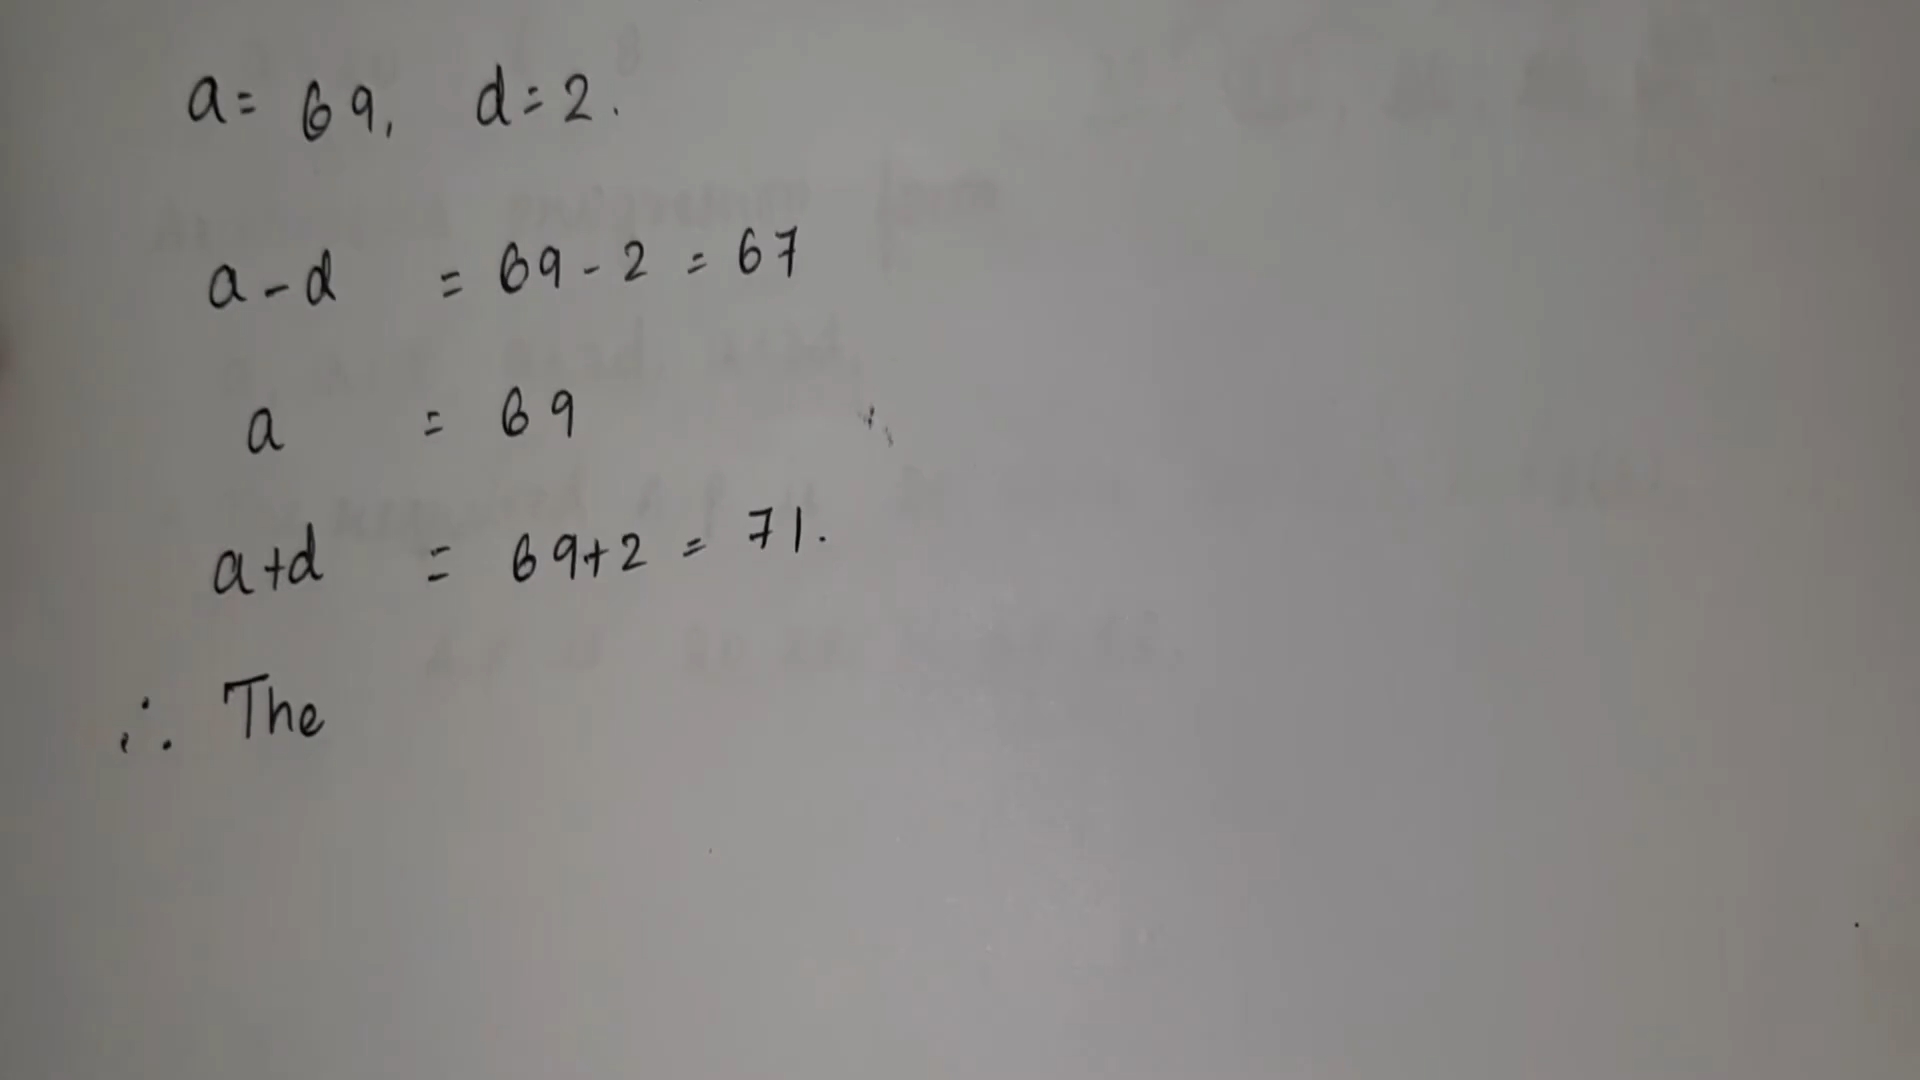 a = 69, d = 2.
a - d = 69 - 2 = 67
a = 69
a + d = 69 + 2 = 71.
∴ The